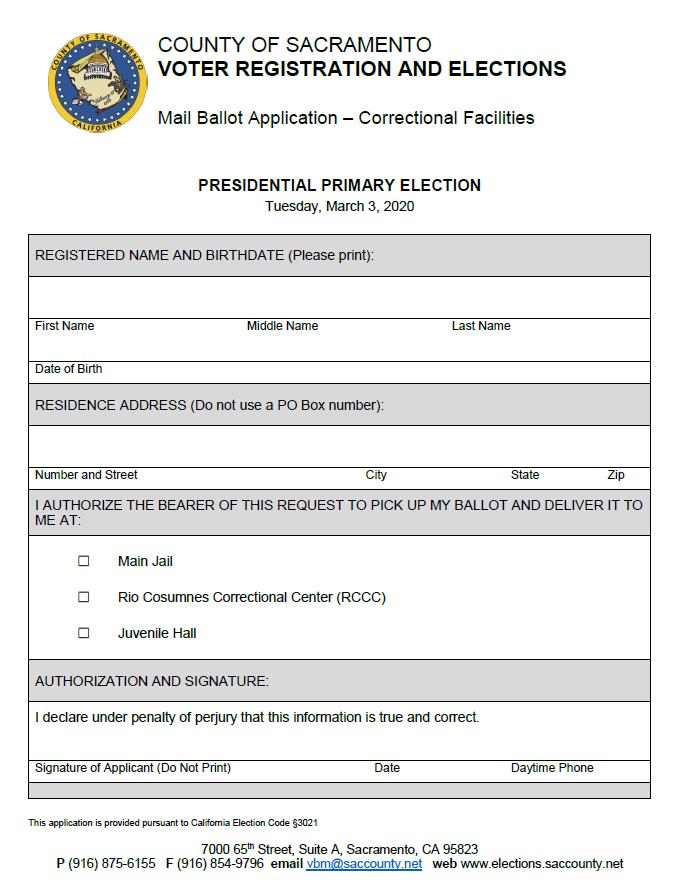 COUNTY OF SACRAMENTO
CALIFORNIA
COUNTY OF SACRAMENTO
VOTER REGISTRATION AND ELECTIONS
Mail Ballot Application – Correctional Facilities
PRESIDENTIAL PRIMARY ELECTION
Tuesday, March 3, 2020
REGISTERED NAME AND BIRTHDATE (Please print):
First Name Middle Name Last Name
Date of Birth
RESIDENCE ADDRESS (Do not use a PO Box number):
Number and Street City State Zip
I AUTHORIZE THE BEARER OF THIS REQUEST TO PICK UP MY BALLOT AND DELIVER IT TO
ME AT:
☐ Main Jail
☐ Rio Cosumnes Correctional Center (RCCC)
☐ Juvenile Hall
AUTHORIZATION AND SIGNATURE:
I declare under penalty of perjury that this information is true and correct.
Signature of Applicant (Do Not Print) Date Daytime Phone
This application is provided pursuant to California Election Code §3021
7000 65th Street, Suite A, Sacramento, CA 95823
P (916) 875-6155 F (916) 854-9796 email vbm@saccounty.net web www.elections.saccounty.net